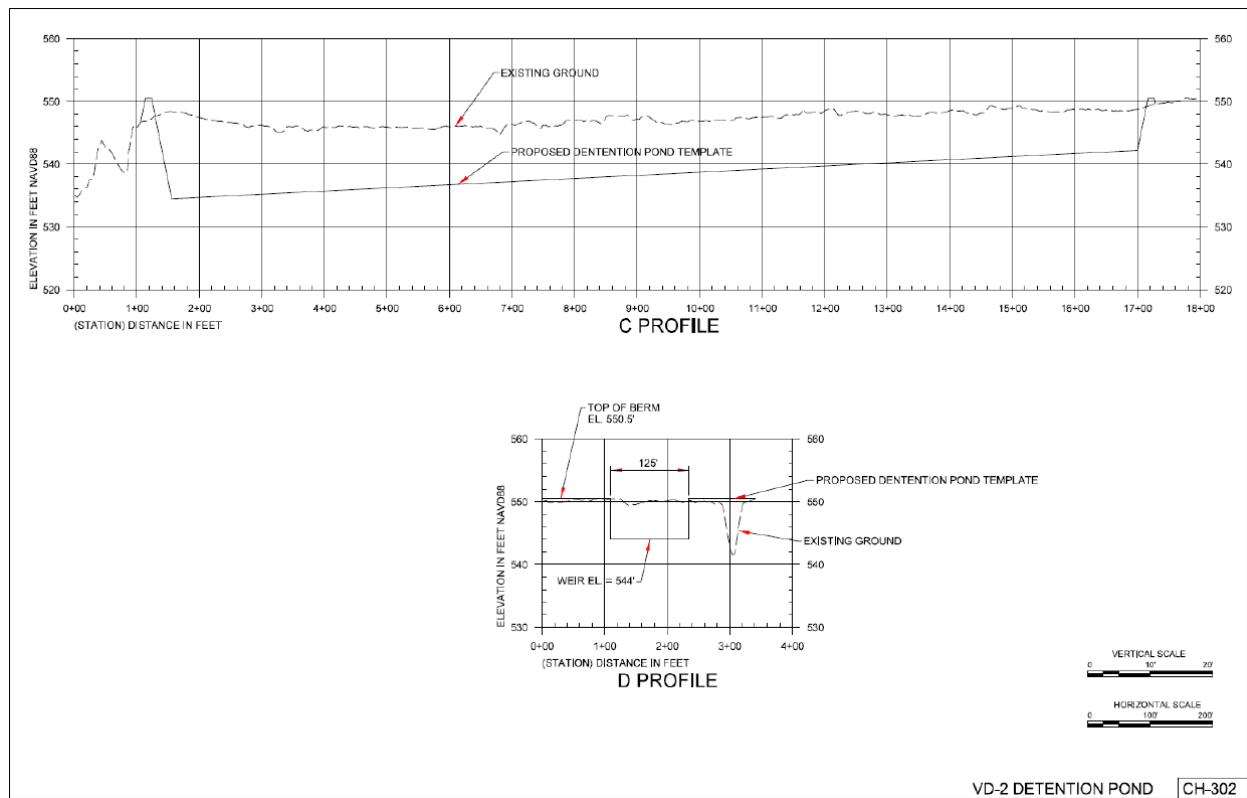 560
560
EXISTING GROUND
550
550
PROPOSED DENTENTION POND TEMPLATE
540
540
530
530
520
520
ELEVATION IN FEET NAVD88
0+00 1+00 2+00 3+00 4+00 5+00 6+00 7+00 8+00 9+00 10+00 11+00 12+00 13+00 14+00 15+00 16+00 17+00 18+00
(STATION) DISTANCE IN FEET
C PROFILE
TOP OF BERM
EL. 550.5'
560
560
125'
PROPOSED DENTENTION POND TEMPLATE
550
550
EXISTING GROUND
540
540
WEIR EL. = 544'
530
530
ELEVATION IN FEET NAVD88
0+00 1+00 2+00 3+00 4+00
(STATION) DISTANCE IN FEET
D PROFILE
VERTICAL SCALE
0 10' 20'
HORIZONTAL SCALE
0 100' 200'
VD-2 DETENTION POND CH-302